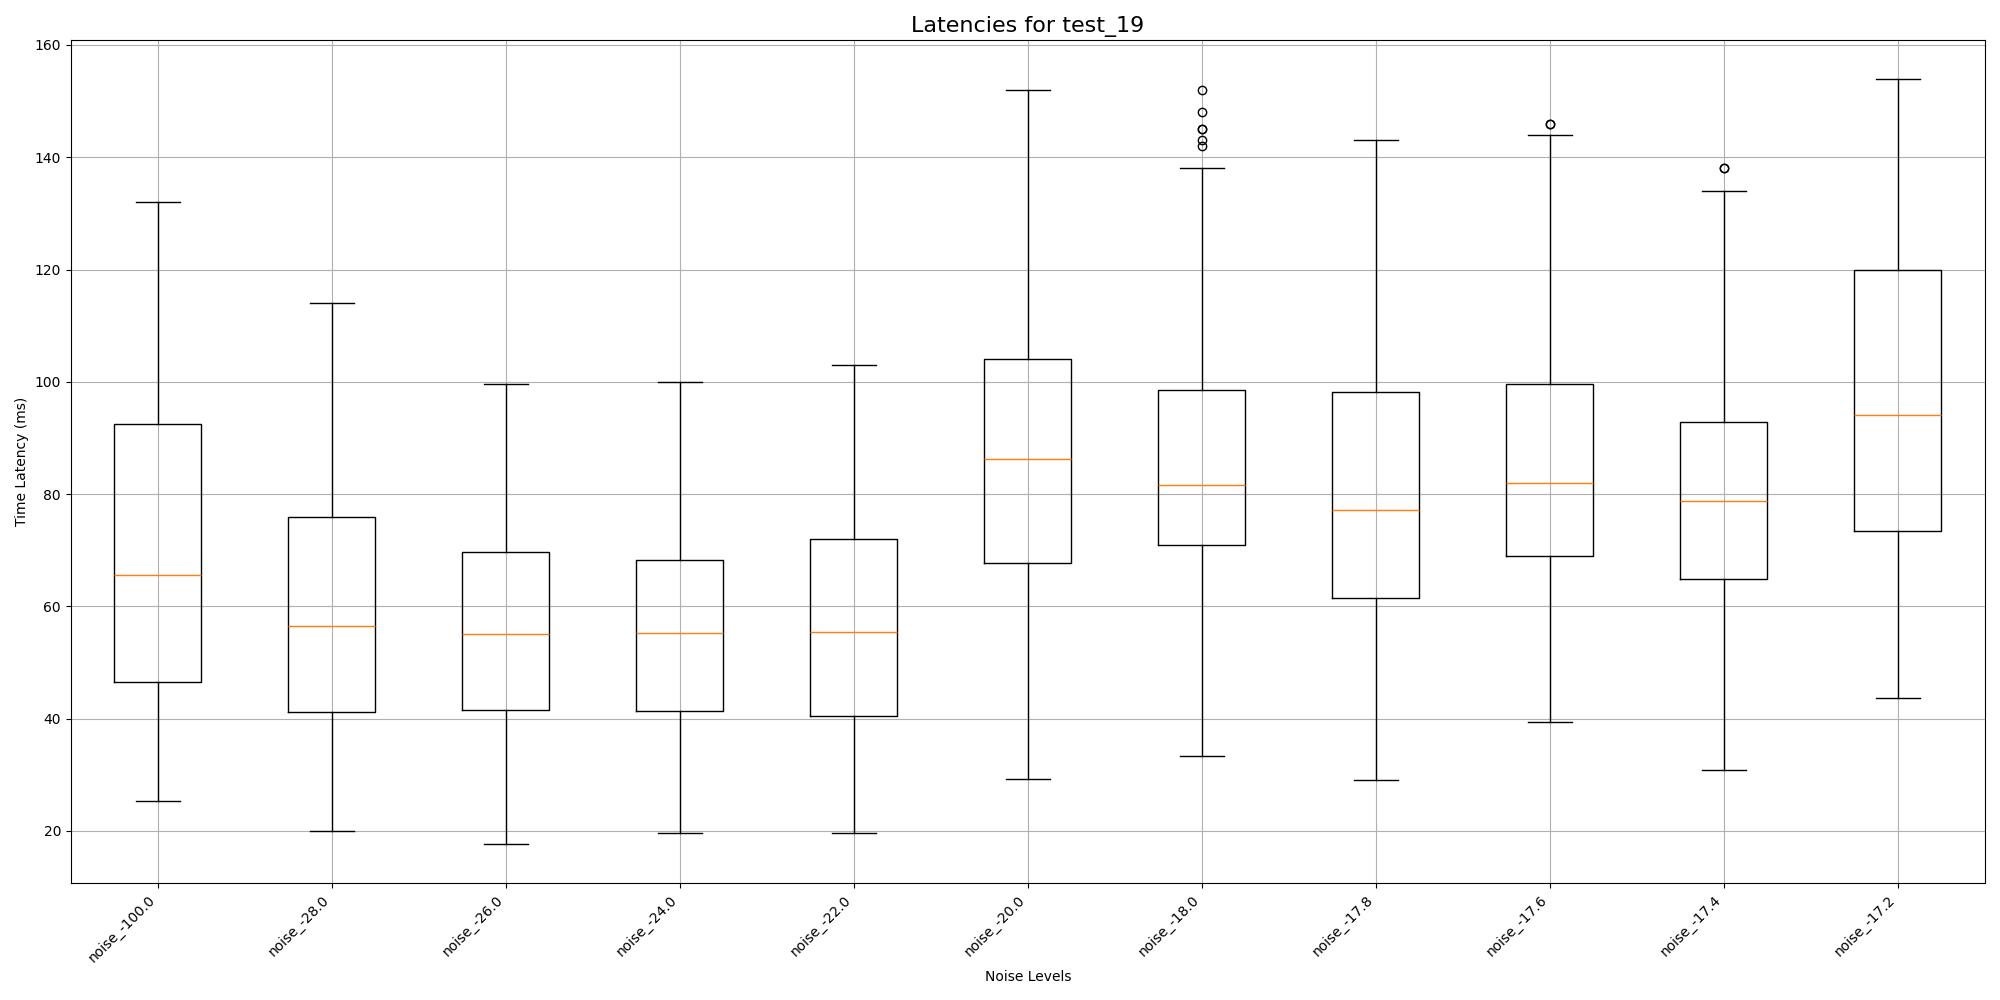 Latencies for test_19
Time Latency (ms)
160
140
120
100
80
60
40
20
noise_-100.0
noise_-28.0
noise_-26.0
noise_-24.0
noise_-22.0
noise_-20.0
noise_-18.0
noise_-17.8
noise_-17.6
noise_-17.4
noise_-17.2
Noise Levels